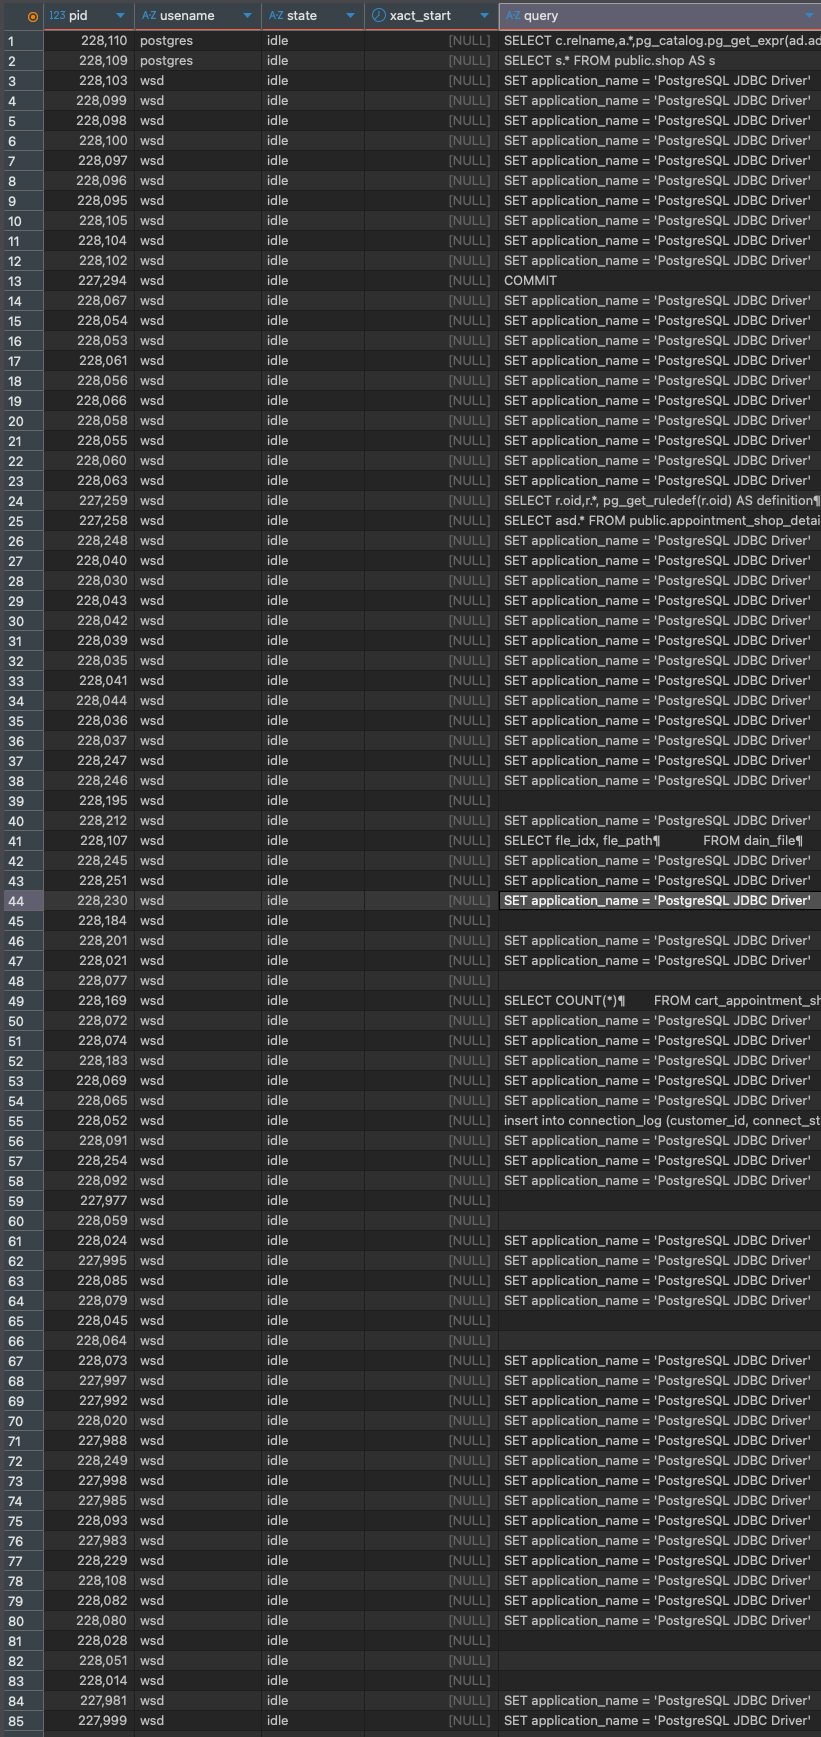 123 pid A-Z usename A-Z state xact_start A-Z query
1 228,110 postgres idle [NULL] SELECT c.relname,a.*,pg_catalog.pg_get_expr(ad.ad
2 228,109 postgres idle [NULL] SELECT s.* FROM public.shop AS s
3 228,103 wsd idle [NULL] SET application_name = 'PostgreSQL JDBC Driver'
4 228,099 wsd idle [NULL] SET application_name = 'PostgreSQL JDBC Driver'
5 228,098 wsd idle [NULL] SET application_name = 'PostgreSQL JDBC Driver'
6 228,100 wsd idle [NULL] SET application_name = 'PostgreSQL JDBC Driver'
7 228,097 wsd idle [NULL] SET application_name = 'PostgreSQL JDBC Driver'
8 228,096 wsd idle [NULL] SET application_name = 'PostgreSQL JDBC Driver'
9 228,095 wsd idle [NULL] SET application_name = 'PostgreSQL JDBC Driver'
10 228,105 wsd idle [NULL] SET application_name = 'PostgreSQL JDBC Driver'
11 228,104 wsd idle [NULL] SET application_name = 'PostgreSQL JDBC Driver'
12 228,102 wsd idle [NULL] SET application_name = 'PostgreSQL JDBC Driver'
13 227,294 wsd idle [NULL] COMMIT
14 228,067 wsd idle [NULL] SET application_name = 'PostgreSQL JDBC Driver'
15 228,054 wsd idle [NULL] SET application_name = 'PostgreSQL JDBC Driver'
16 228,053 wsd idle [NULL] SET application_name = 'PostgreSQL JDBC Driver'
17 228,061 wsd idle [NULL] SET application_name = 'PostgreSQL JDBC Driver'
18 228,056 wsd idle [NULL] SET application_name = 'PostgreSQL JDBC Driver'
19 228,066 wsd idle [NULL] SET application_name = 'PostgreSQL JDBC Driver'
20 228,058 wsd idle [NULL] SET application_name = 'PostgreSQL JDBC Driver'
21 228,055 wsd idle [NULL] SET application_name = 'PostgreSQL JDBC Driver'
22 228,060 wsd idle [NULL] SET application_name = 'PostgreSQL JDBC Driver'
23 228,063 wsd idle [NULL] SET application_name = 'PostgreSQL JDBC Driver'
24 227,259 wsd idle [NULL] SELECT r.oid,r.*, pg_get_ruledef(r.oid) AS definition¶
25 227,258 wsd idle [NULL] SELECT asd.* FROM public.appointment_shop_detai
26 228,248 wsd idle [NULL] SET application_name = 'PostgreSQL JDBC Driver'
27 228,040 wsd idle [NULL] SET application_name = 'PostgreSQL JDBC Driver'
28 228,030 wsd idle [NULL] SET application_name = 'PostgreSQL JDBC Driver'
29 228,043 wsd idle [NULL] SET application_name = 'PostgreSQL JDBC Driver'
30 228,042 wsd idle [NULL] SET application_name = 'PostgreSQL JDBC Driver'
31 228,039 wsd idle [NULL] SET application_name = 'PostgreSQL JDBC Driver'
32 228,035 wsd idle [NULL] SET application_name = 'PostgreSQL JDBC Driver'
33 228,041 wsd idle [NULL] SET application_name = 'PostgreSQL JDBC Driver'
34 228,044 wsd idle [NULL] SET application_name = 'PostgreSQL JDBC Driver'
35 228,036 wsd idle [NULL] SET application_name = 'PostgreSQL JDBC Driver'
36 228,037 wsd idle [NULL] SET application_name = 'PostgreSQL JDBC Driver'
37 228,247 wsd idle [NULL] SET application_name = 'PostgreSQL JDBC Driver'
38 228,246 wsd idle [NULL] SET application_name = 'PostgreSQL JDBC Driver'
39 228,195 wsd idle [NULL]
40 228,212 wsd idle [NULL] SET application_name = 'PostgreSQL JDBC Driver'
41 228,107 wsd idle [NULL] SELECT fle_idx, fle_path¶ FROM dain_file¶
42 228,245 wsd idle [NULL] SET application_name = 'PostgreSQL JDBC Driver'
43 228,251 wsd idle [NULL] SET application_name = 'PostgreSQL JDBC Driver'
44 228,230 wsd idle [NULL] SET application_name = 'PostgreSQL JDBC Driver'
45 228,184 wsd idle [NULL]
46 228,201 wsd idle [NULL] SET application_name = 'PostgreSQL JDBC Driver'
47 228,021 wsd idle [NULL] SET application_name = 'PostgreSQL JDBC Driver'
48 228,077 wsd idle [NULL]
49 228,169 wsd idle [NULL] SELECT COUNT(*)¶ FROM cart_appointment_sh
50 228,072 wsd idle [NULL] SET application_name = 'PostgreSQL JDBC Driver'
51 228,074 wsd idle [NULL] SET application_name = 'PostgreSQL JDBC Driver'
52 228,183 wsd idle [NULL] SET application_name = 'PostgreSQL JDBC Driver'
53 228,069 wsd idle [NULL] SET application_name = 'PostgreSQL JDBC Driver'
54 228,065 wsd idle [NULL] SET application_name = 'PostgreSQL JDBC Driver'
55 228,052 wsd idle [NULL] insert into connection_log (customer_id, connect_st
56 228,091 wsd idle [NULL] SET application_name = 'PostgreSQL JDBC Driver'
57 228,254 wsd idle [NULL] SET application_name = 'PostgreSQL JDBC Driver'
58 228,092 wsd idle [NULL] SET application_name = 'PostgreSQL JDBC Driver'
59 227,977 wsd idle [NULL]
60 228,059 wsd idle [NULL]
61 228,024 wsd idle [NULL] SET application_name = 'PostgreSQL JDBC Driver'
62 227,995 wsd idle [NULL] SET application_name = 'PostgreSQL JDBC Driver'
63 228,085 wsd idle [NULL] SET application_name = 'PostgreSQL JDBC Driver'
64 228,079 wsd idle [NULL] SET application_name = 'PostgreSQL JDBC Driver'
65 228,045 wsd idle [NULL]
66 228,064 wsd idle [NULL]
67 228,073 wsd idle [NULL] SET application_name = 'PostgreSQL JDBC Driver'
68 227,997 wsd idle [NULL] SET application_name = 'PostgreSQL JDBC Driver'
69 227,992 wsd idle [NULL] SET application_name = 'PostgreSQL JDBC Driver'
70 228,020 wsd idle [NULL] SET application_name = 'PostgreSQL JDBC Driver'
71 227,988 wsd idle [NULL] SET application_name = 'PostgreSQL JDBC Driver'
72 228,249 wsd idle [NULL] SET application_name = 'PostgreSQL JDBC Driver'
73 227,998 wsd idle [NULL] SET application_name = 'PostgreSQL JDBC Driver'
74 227,985 wsd idle [NULL] SET application_name = 'PostgreSQL JDBC Driver'
75 228,093 wsd idle [NULL] SET application_name = 'PostgreSQL JDBC Driver'
76 227,983 wsd idle [NULL] SET application_name = 'PostgreSQL JDBC Driver'
77 228,229 wsd idle [NULL] SET application_name = 'PostgreSQL JDBC Driver'
78 228,108 wsd idle [NULL] SET application_name = 'PostgreSQL JDBC Driver'
79 228,082 wsd idle [NULL] SET application_name = 'PostgreSQL JDBC Driver'
80 228,080 wsd idle [NULL] SET application_name = 'PostgreSQL JDBC Driver'
81 228,028 wsd idle [NULL]
82 228,051 wsd idle [NULL]
83 228,014 wsd idle [NULL]
84 227,981 wsd idle [NULL] SET application_name = 'PostgreSQL JDBC Driver'
85 227,999 wsd idle [NULL] SET application_name = 'PostgreSQL JDBC Driver'